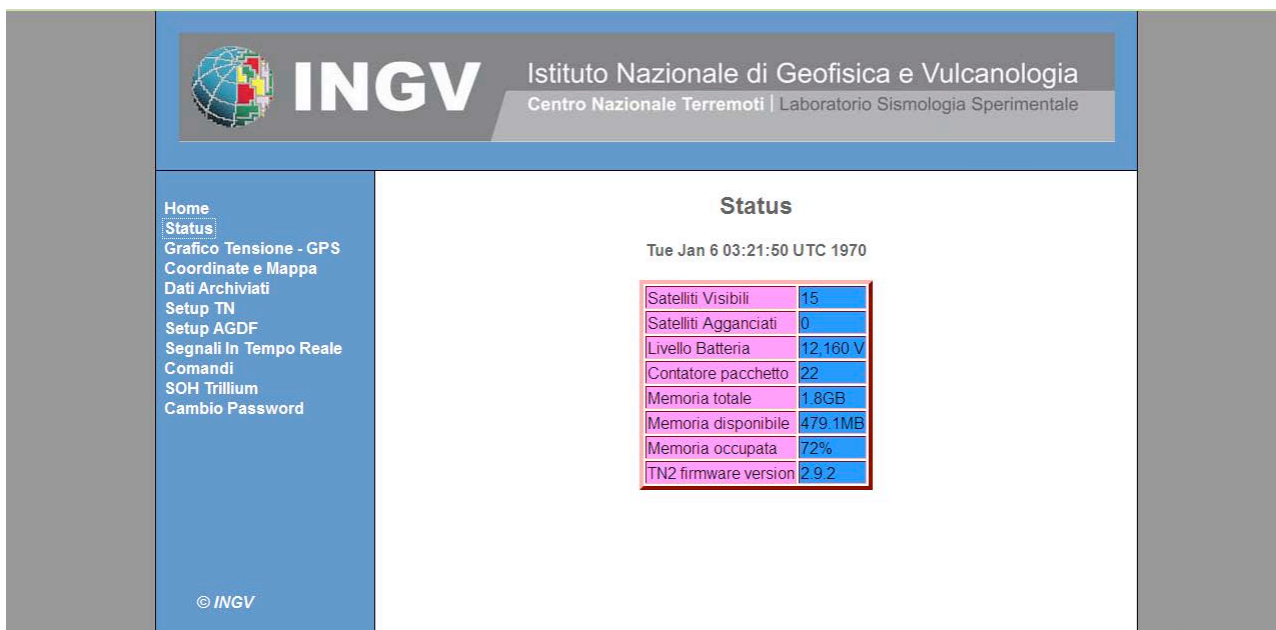 INGV
Istituto Nazionale di Geofisica e Vulcanologia
Centro Nazionale Terremoti | Laboratorio Sismologia Sperimentale
Home
Status
Grafico Tensione - GPS
Coordinate e Mappa
Dati Archiviati
Setup TN
Setup AGDF
Segnali In Tempo Reale
Comandi
SOH Trillium
Cambio Password
© INGV
Status
Tue Jan 6 03:21:50 UTC 1970
Satelliti Visibili 15
Satelliti Agganciati 0
Livello Batteria 12,160 V
Contatore pacchetto 22
Memoria totale 1.8GB
Memoria disponibile 479.1MB
Memoria occupata 72%
TN2 firmware version 2.9.2